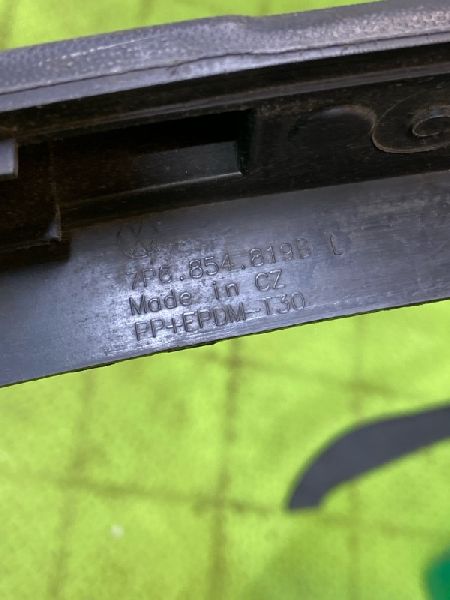 7P6.854.819B L
Made in CZ
PP+EPDM-T30